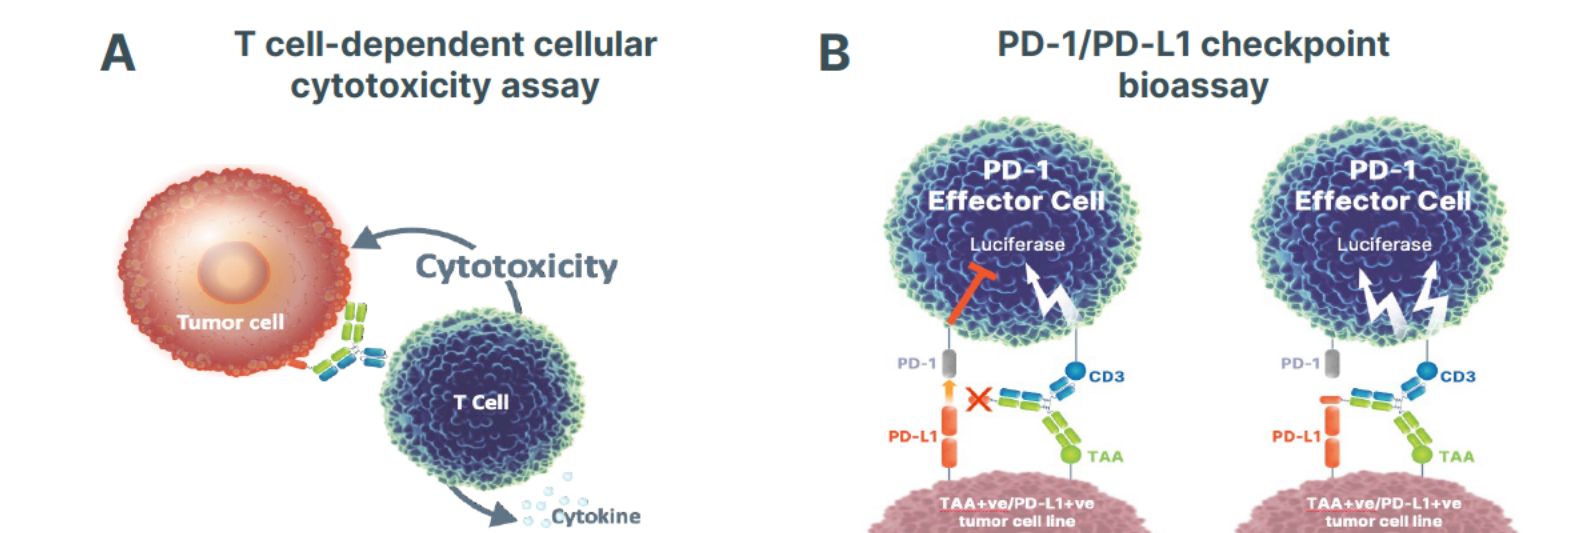 A
T cell-dependent cellular
cytotoxicity assay
Cytotoxicity
Tumor cell
T Cell
Cytokine
B
PD-1/PD-L1 checkpoint
bioassay
PD-1
Effector Cell
Luciferase
PD-1
CD3
PD-L1
TAA
TAA+ve/PD-L1+ve
tumor cell line
PD-1
Effector Cell
Luciferase
PD-1
CD3
PD-L1
TAA
TAA+ve/PD-L1+ve
tumor cell line